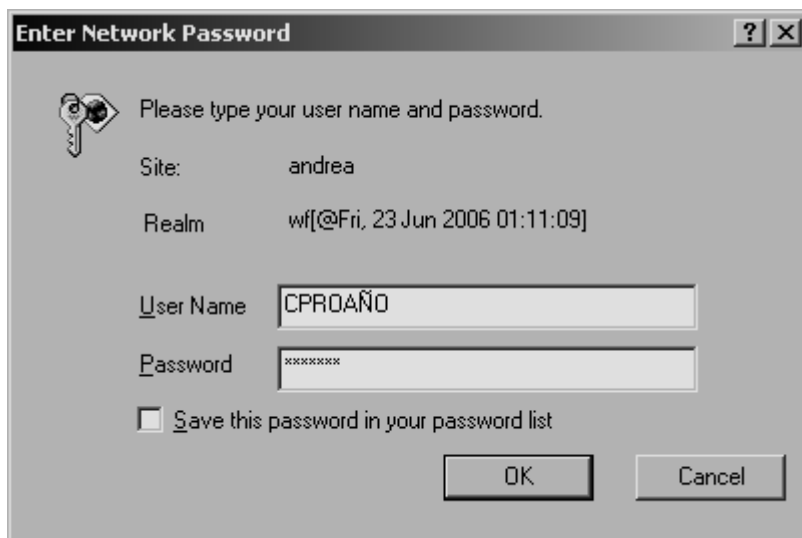 Enter Network Password
Please type your user name and password.
Site: andrea
Realm wf[@Fri, 23 Jun 2006 01:11:09]
User Name CPROAÑO
Password ×××××××
Save this password in your password list
OK Cancel